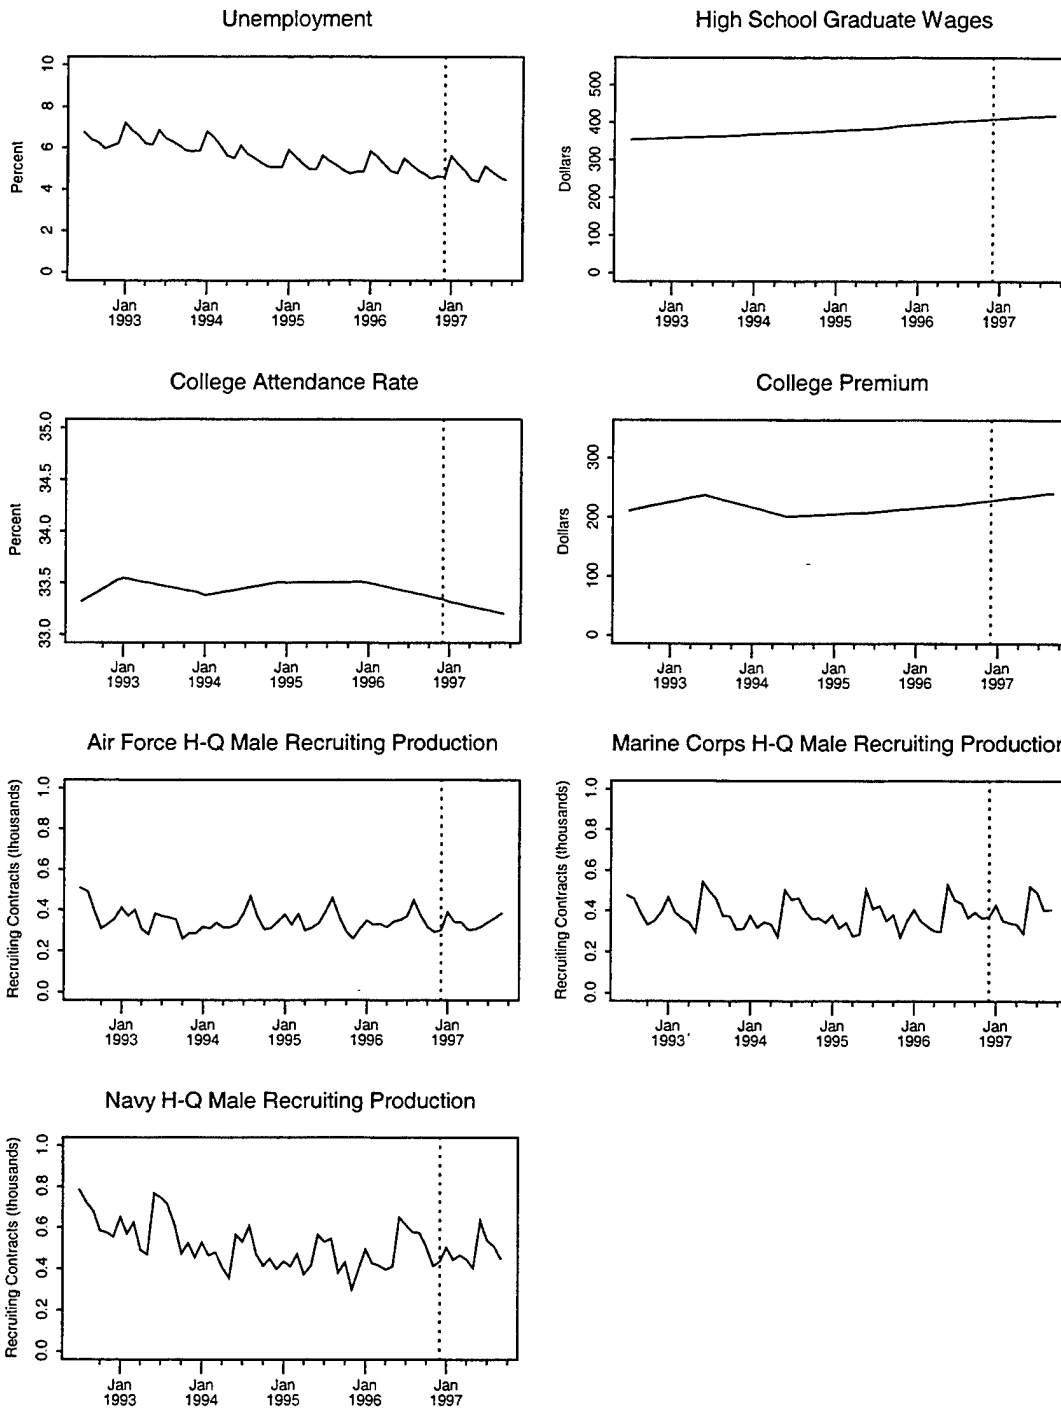 Unemployment
Percent
10
8
6
4
2
0
Jan Jan Jan Jan Jan
1993 1994 1995 1996 1997
High School Graduate Wages
Dollars
500
400
300
200
100
0
Jan Jan Jan Jan Jan
1993 1994 1995 1996 1997
College Attendance Rate
Percent
35.0
34.5
34.0
33.5
33.0
Jan Jan Jan Jan Jan
1993 1994 1995 1996 1997
College Premium
Dollars
300
200
100
0
Jan Jan Jan Jan Jan
1993 1994 1995 1996 1997
Air Force H-Q Male Recruiting Production
Recruiting Contracts (thousands)
1.0
0.8
0.6
0.4
0.2
0.0
Jan Jan Jan Jan Jan
1993 1994 1995 1996 1997
Marine Corps H-Q Male Recruiting Production
Recruiting Contracts (thousands)
1.0
0.8
0.6
0.4
0.2
0.0
Jan Jan Jan Jan Jan
1993 1994 1995 1996 1997
Navy H-Q Male Recruiting Production
Recruiting Contracts (thousands)
1.0
0.8
0.6
0.4
0.2
0.0
Jan Jan Jan Jan Jan
1993 1994 1995 1996 1997